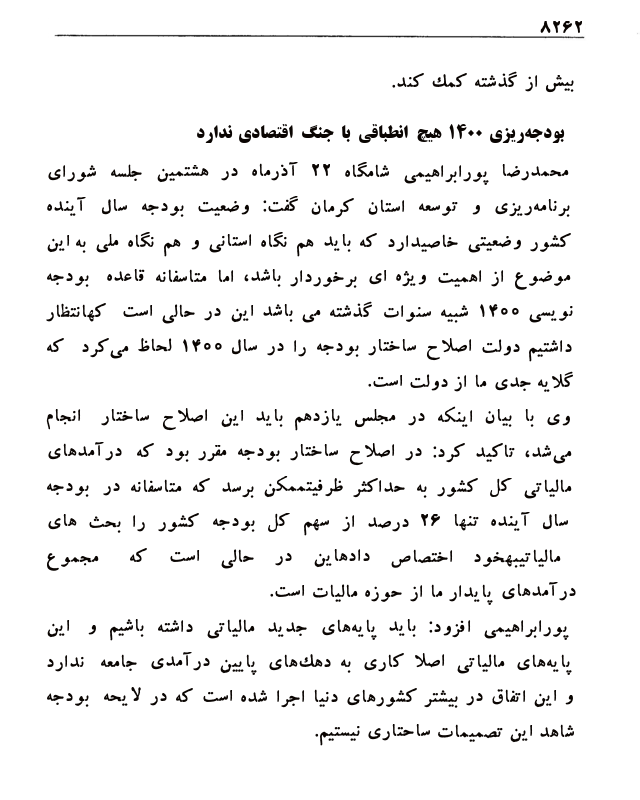 ۸۲۶۲
بیش از گذشته کمك کند.
بودجه‌ریزی ۱۴۰۰ هیچ انطباقی با جنگ اقتصادی ندارد
محمدرضا پورابراهیمی شامگاه ۲۲ آذرماه در هشتمین جلسه شورای
برنامه‌ریزی و توسعه استان کرمان گفت: وضعیت بودجه سال آینده
کشور وضعیتی خاصیدارد که باید هم نگاه استانی و هم نگاه ملی به این
موضوع از اهمیت ویژه ای برخوردار باشد، اما متاسفانه قاعده بودجه
نویسی ۱۴۰۰ شبیه سنوات گذشته می باشد این در حالی است کهانتظار
داشتیم دولت اصلاح ساختار بودجه را در سال ۱۴۰۰ لحاظ می‌کرد که
گلایه جدی ما از دولت است.
وی با بیان اینکه در مجلس یازدهم باید این اصلاح ساختار انجام
می‌شد، تاکید کرد: در اصلاح ساختار بودجه مقرر بود که درآمدهای
مالیاتی کل کشور به حداکثر ظرفیتممکن برسد که متاسفانه در بودجه
سال آینده تنها ۲۶ درصد از سهم کل بودجه کشور را بحث های
مالیاتیبهخود اختصاص دادهاین در حالی است که مجموع
درآمدهای پایدار ما از حوزه مالیات است.
پورابراهیمی افزود: باید پایه‌های جدید مالیاتی داشته باشیم و این
پایه‌های مالیاتی اصلا کاری به دهك‌های پایین درآمدی جامعه ندارد
و این اتفاق در بیشتر کشورهای دنیا اجرا شده است که در لایحه بودجه
شاهد این تصمیمات ساختاری نیستیم.